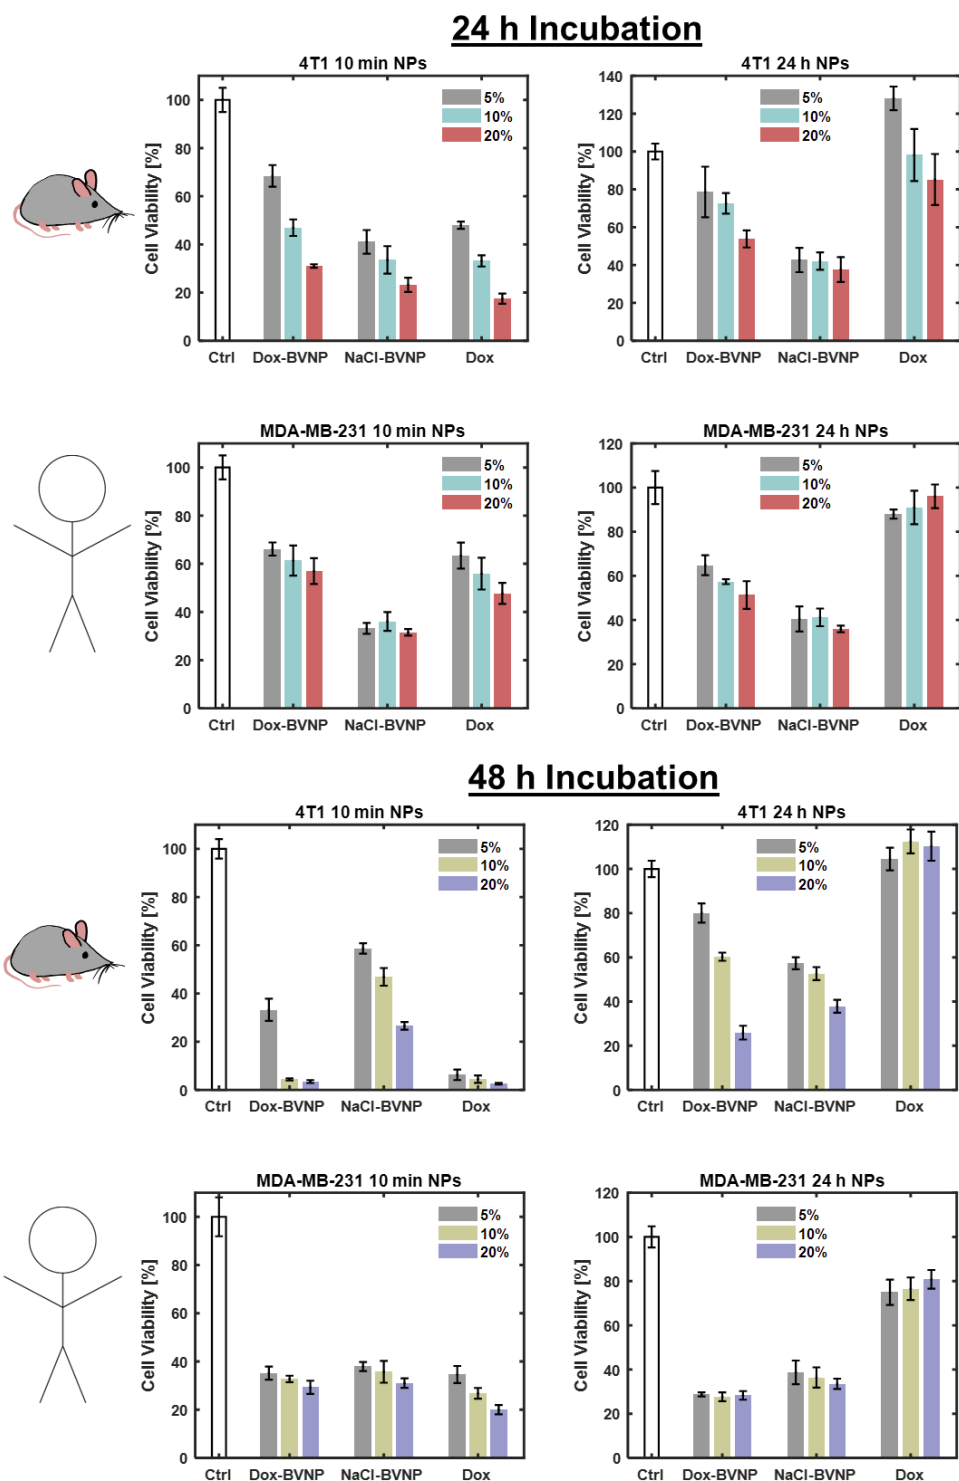 24 h Incubation
4T1 10 min NPs
Cell Viability [%]
100
80
60
40
20
0
5%
10%
20%
Ctrl Dox-BVNP NaCl-BVNP Dox
4T1 24 h NPs
Cell Viability [%]
140
120
100
80
60
40
20
0
5%
10%
20%
Ctrl Dox-BVNP NaCl-BVNP Dox
MDA-MB-231 10 min NPs
Cell Viability [%]
100
80
60
40
20
0
5%
10%
20%
Ctrl Dox-BVNP NaCl-BVNP Dox
MDA-MB-231 24 h NPs
Cell Viability [%]
120
100
80
60
40
20
0
5%
10%
20%
Ctrl Dox-BVNP NaCl-BVNP Dox
48 h Incubation
4T1 10 min NPs
Cell Viability [%]
100
80
60
40
20
0
5%
10%
20%
Ctrl Dox-BVNP NaCl-BVNP Dox
4T1 24 h NPs
Cell Viability [%]
120
100
80
60
40
20
0
5%
10%
20%
Ctrl Dox-BVNP NaCl-BVNP Dox
MDA-MB-231 10 min NPs
Cell Viability [%]
100
80
60
40
20
0
5%
10%
20%
Ctrl Dox-BVNP NaCl-BVNP Dox
MDA-MB-231 24 h NPs
Cell Viability [%]
120
100
80
60
40
20
0
5%
10%
20%
Ctrl Dox-BVNP NaCl-BVNP Dox